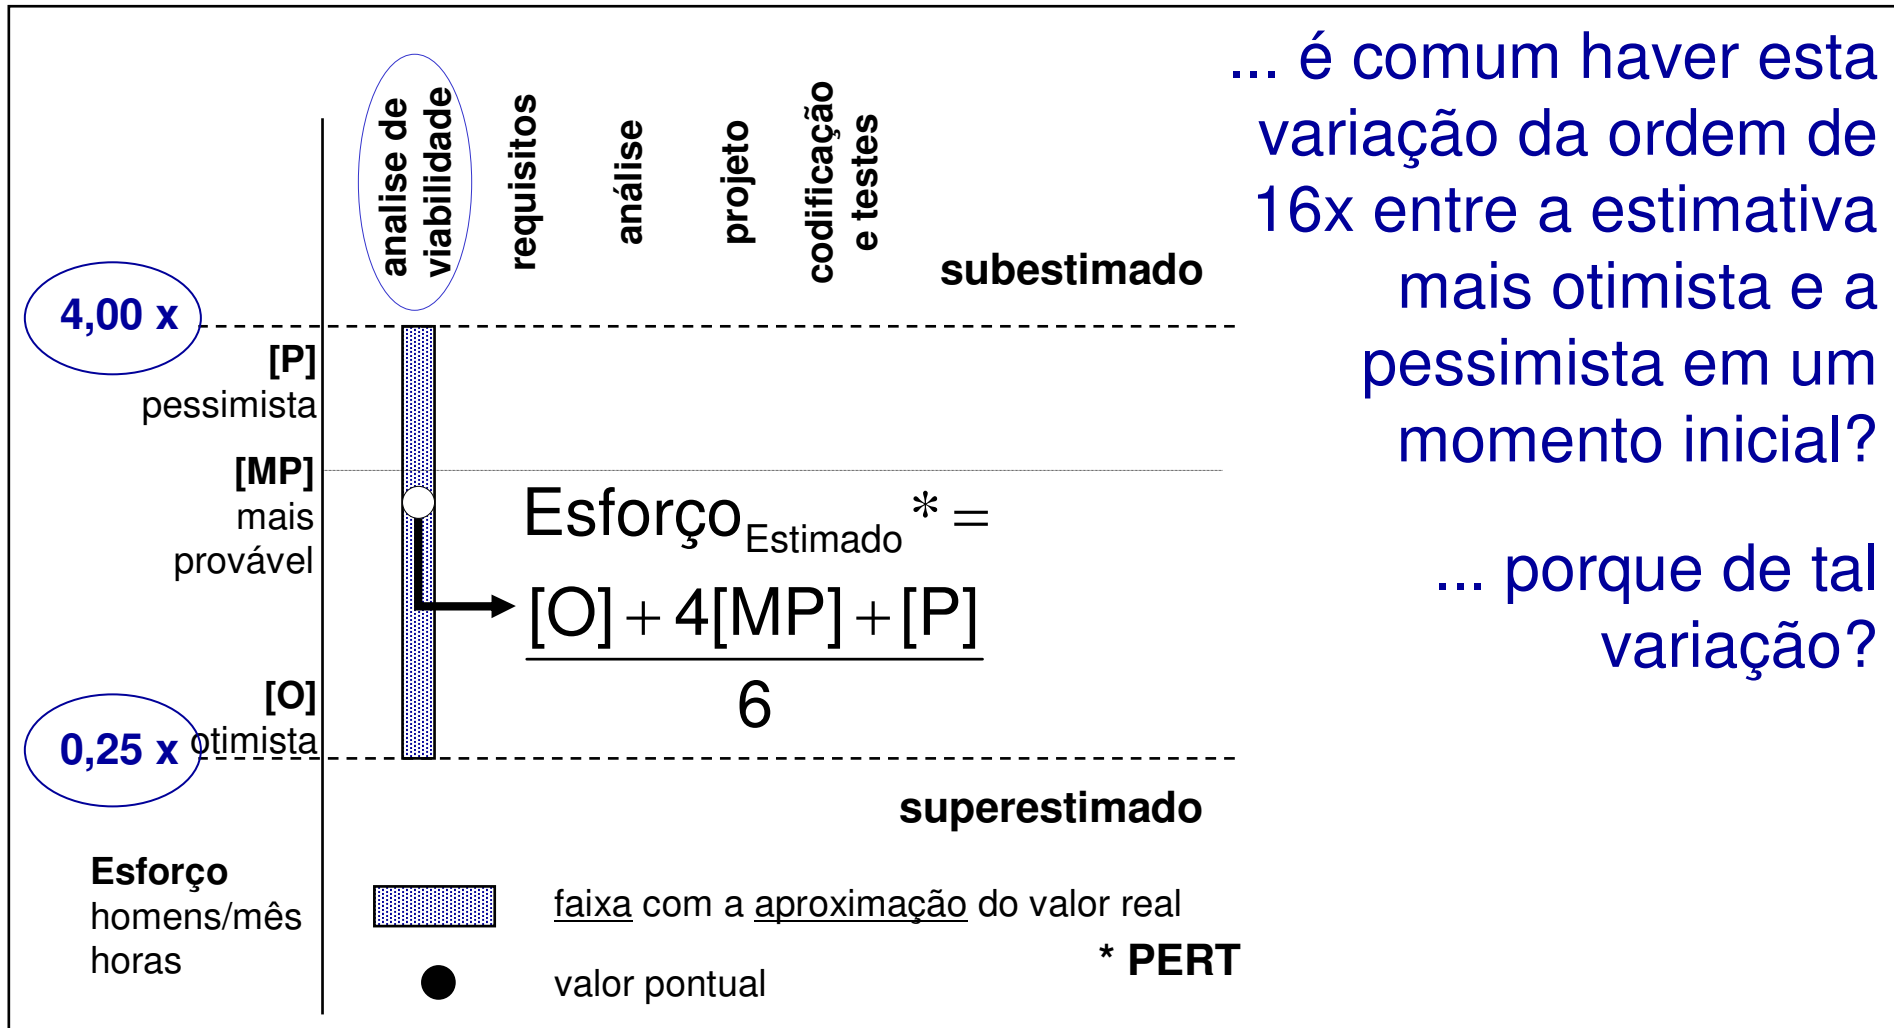 analise de
viabilidade
requisitos
análise
projeto
codificação
e testes
subestimado
4,00 x
[P]
pessimista
[MP]
mais
provável
[O]
otimista
0,25 x
Esforço Estimado * =
[O] + 4[MP] + [P]
6
superestimado
Esforço
homens/mês
horas
faixa com a aproximação do valor real
* PERT
valor pontual
... é comum haver esta
variação da ordem de
16x entre a estimativa
mais otimista e a
pessimista em um
momento inicial?
... porque de tal
variação?